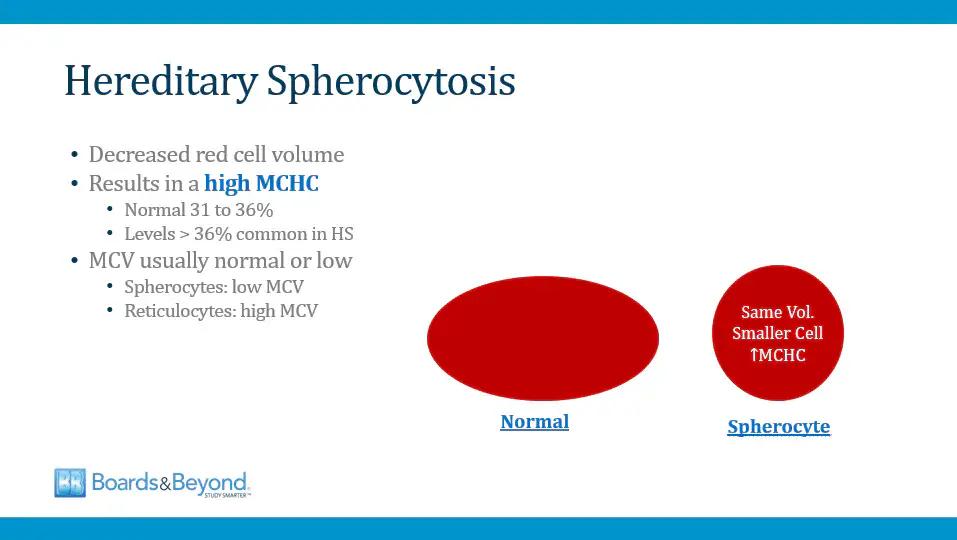 Hereditary Spherocytosis
• Decreased red cell volume
• Results in a high MCHC
• Normal 31 to 36%
• Levels > 36% common in HS
• MCV usually normal or low
• Spherocytes: low MCV
• Reticulocytes: high MCV
Same Vol.
Smaller Cell
↑MCHC
Normal
Spherocyte
BB Boards&Beyond.
STUDY SMARTER™